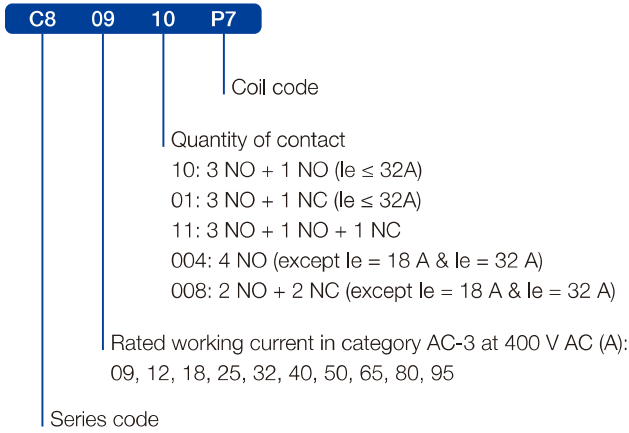 C8 09 10 P7
Coil code
Quantity of contact
10: 3 NO + 1 NO (Ie ≤ 32A)
01: 3 NO + 1 NC (Ie ≤ 32A)
11: 3 NO + 1 NO + 1 NC
004: 4 NO (except Ie = 18 A & Ie = 32 A)
008: 2 NO + 2 NC (except Ie = 18 A & Ie = 32 A)
Rated working current in category AC-3 at 400 V AC (A):
09, 12, 18, 25, 32, 40, 50, 65, 80, 95
Series code